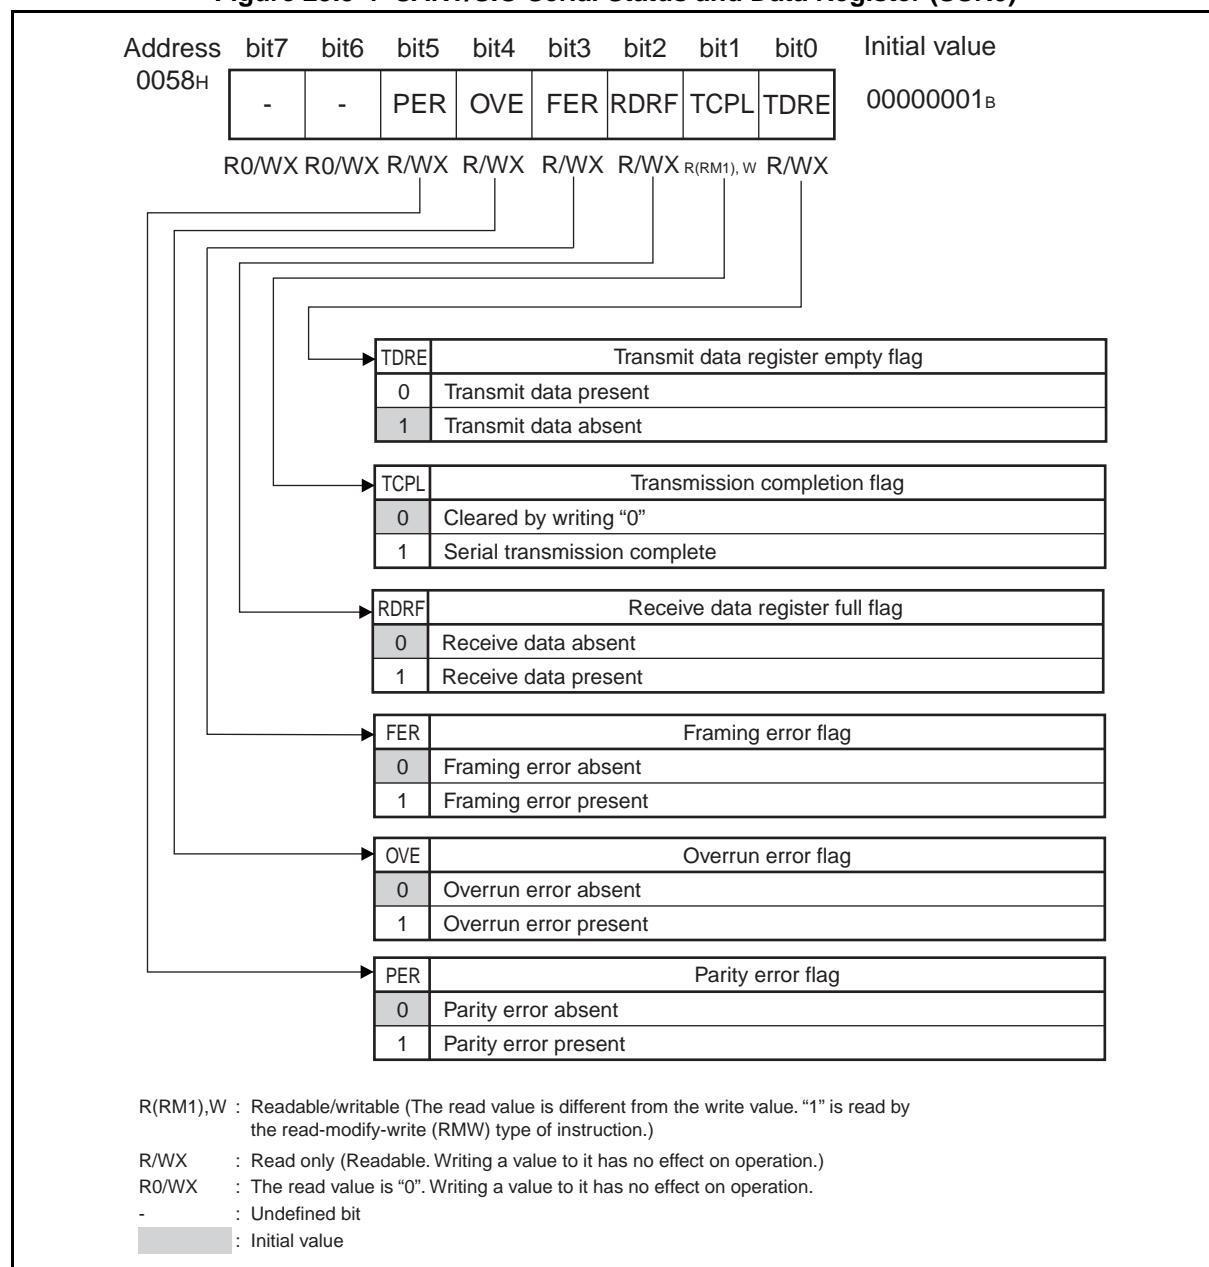 Address bit7 bit6 bit5 bit4 bit3 bit2 bit1 bit0 Initial value
0058H - - PER OVE FER RDRF TCPL TDRE 00000001B
R0/WX R0/WX R/WX R/WX R/WX R/WX R(RM1), W R/WX
TDRE Transmit data register empty flag
0 Transmit data present
1 Transmit data absent
TCPL Transmission completion flag
0 Cleared by writing “0”
1 Serial transmission complete
RDRF Receive data register full flag
0 Receive data absent
1 Receive data present
FER Framing error flag
0 Framing error absent
1 Framing error present
OVE Overrun error flag
0 Overrun error absent
1 Overrun error present
PER Parity error flag
0 Parity error absent
1 Parity error present
R(RM1),W : Readable/writable (The read value is different from the write value. “1” is read by
the read-modify-write (RMW) type of instruction.)
R/WX : Read only (Readable. Writing a value to it has no effect on operation.)
R0/WX : The read value is “0”. Writing a value to it has no effect on operation.
- : Undefined bit
: Initial value